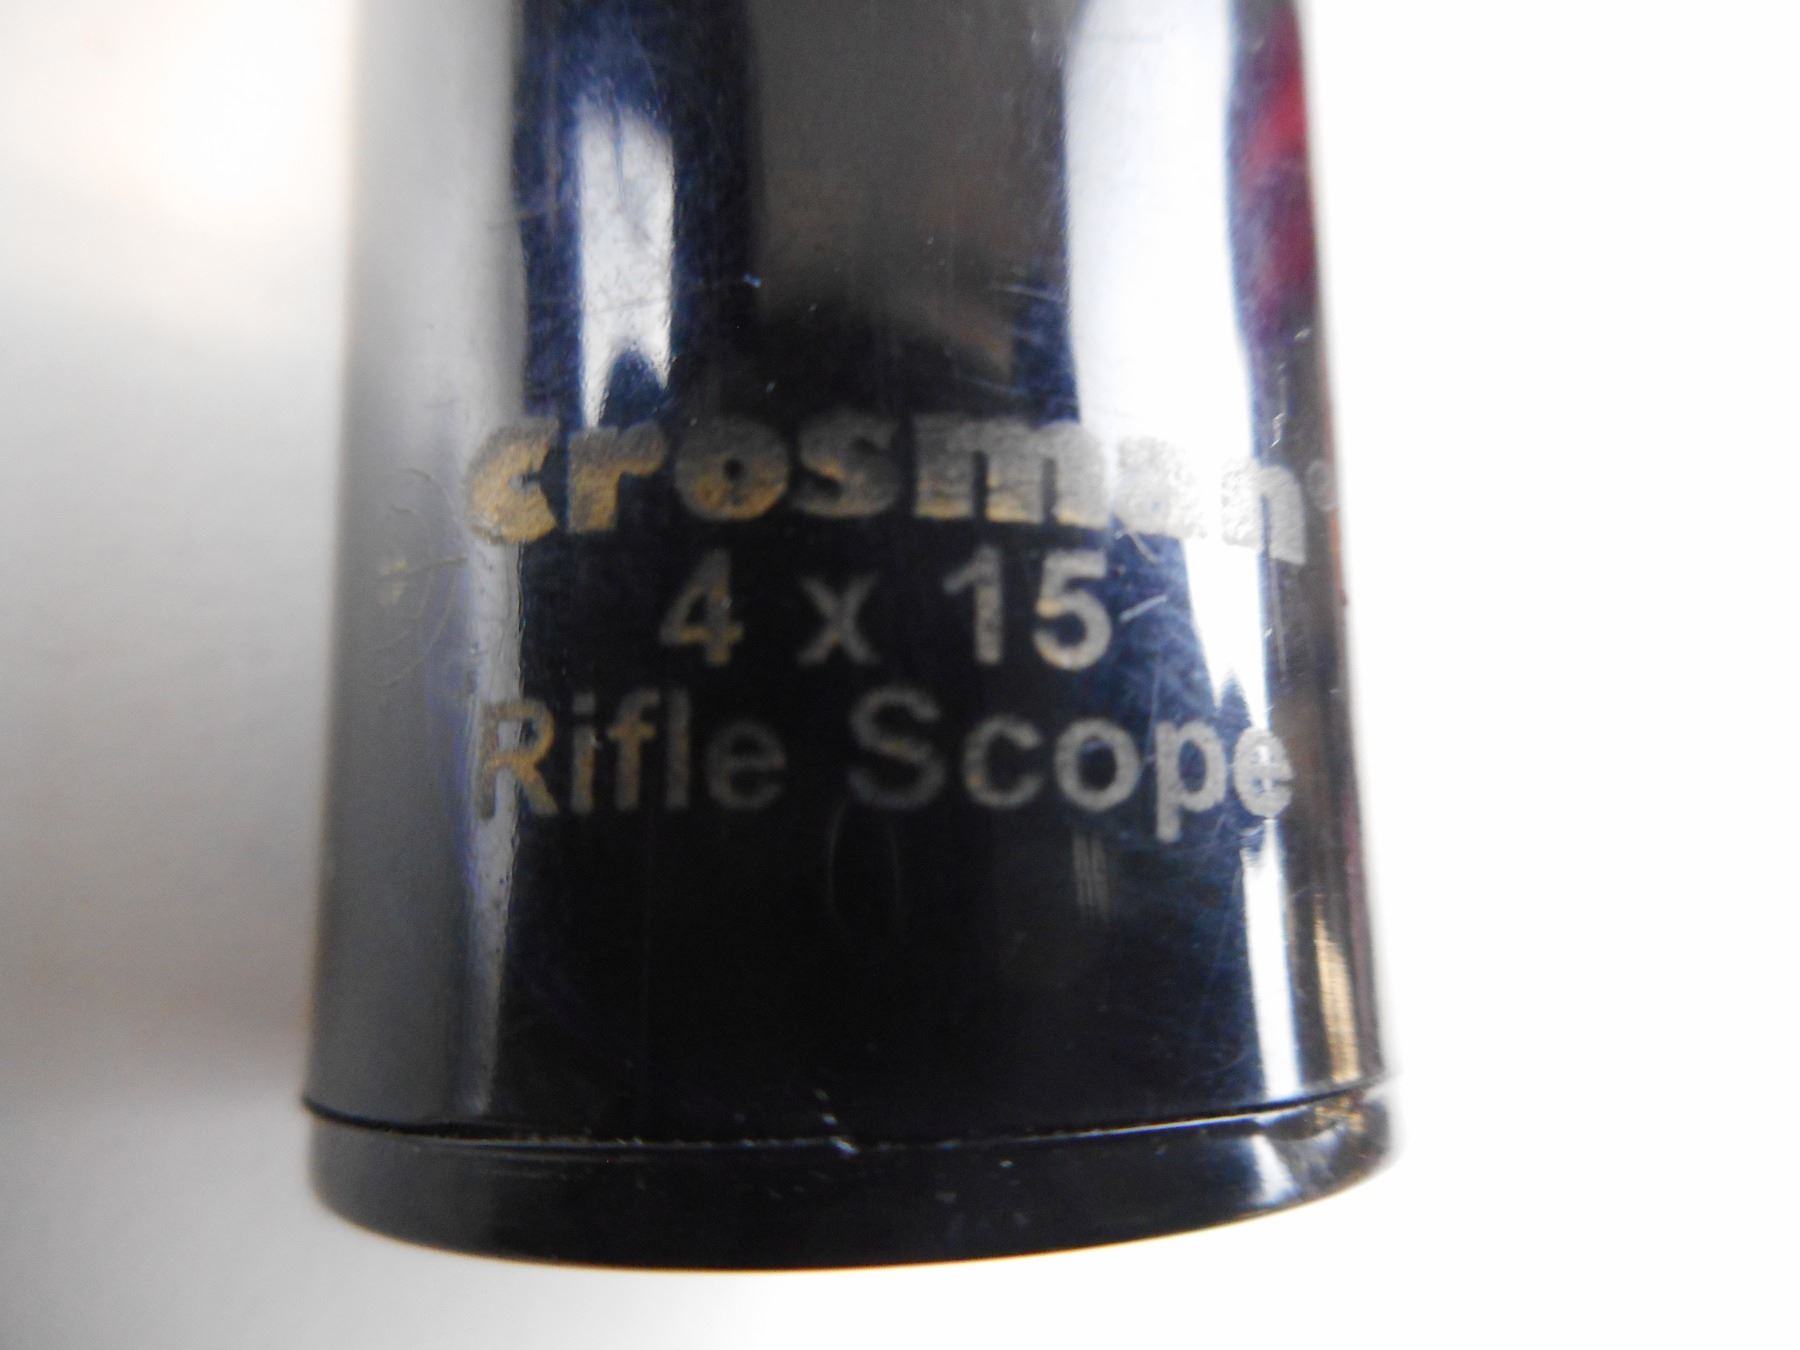 crosman®
4 x 15
Rifle Scope